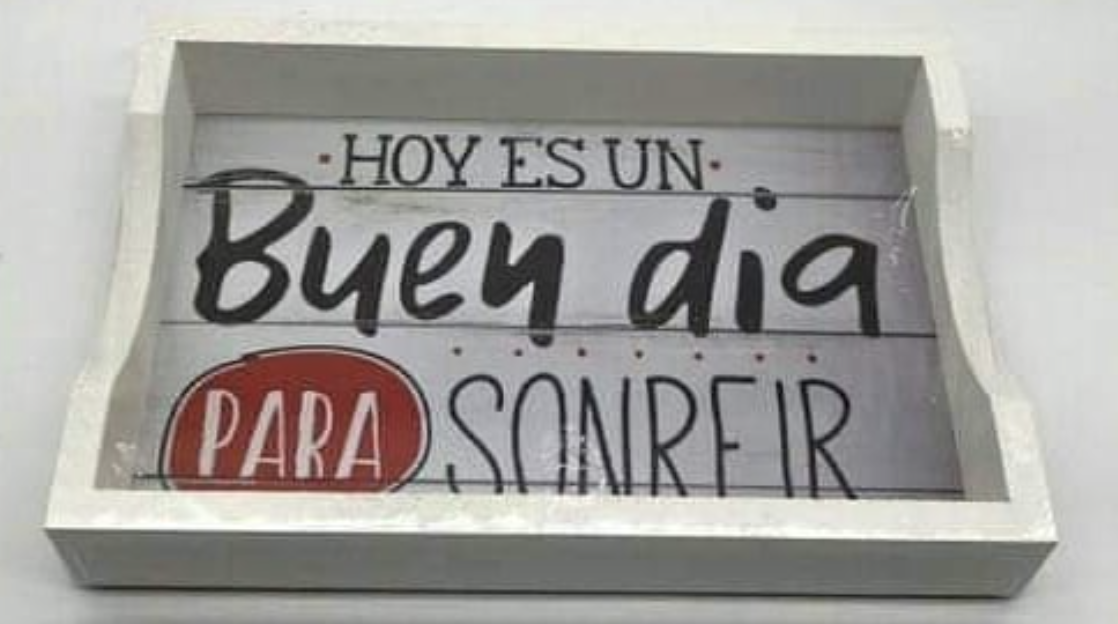 HOY ES UN
Buen dia
PARA SONREIR